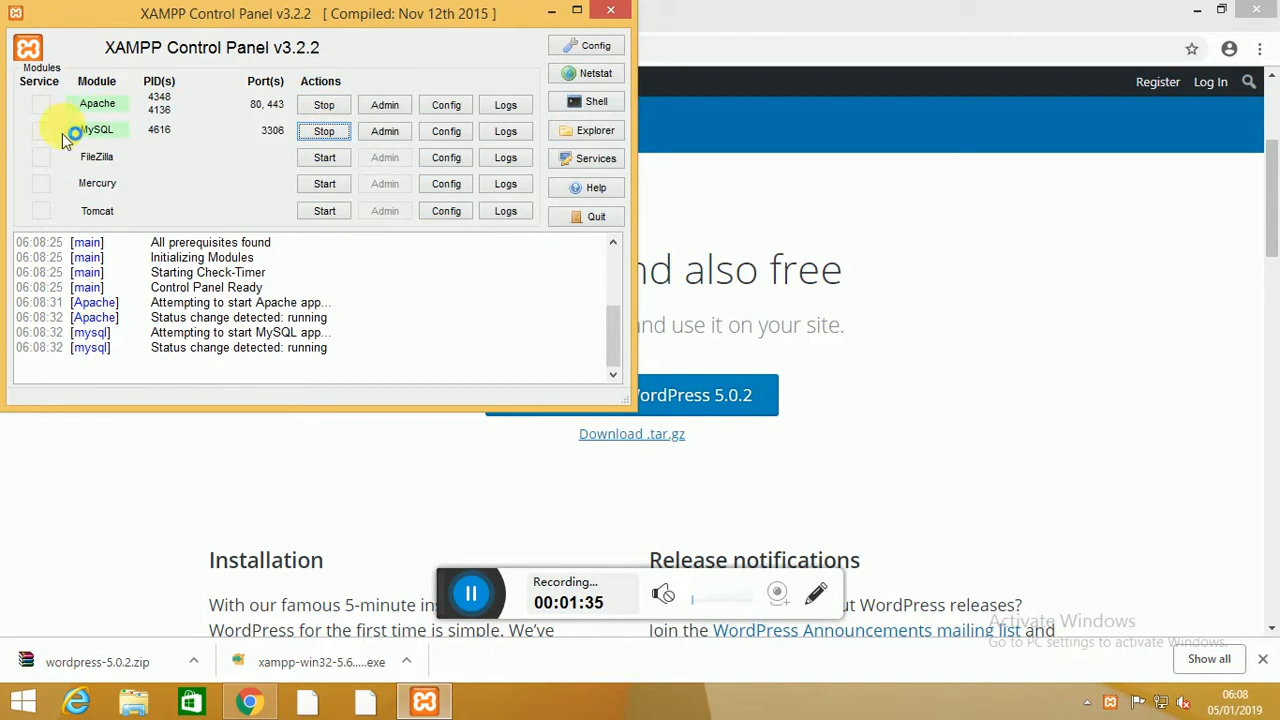 XAMPP Control Panel v3.2.2 [ Compiled: Nov 12th 2015 ]
XAMPP Control Panel v3.2.2
Config
Modules
Service Module PID(s) Port(s) Actions
Netstat
Apache 4348 4136 80, 443 Stop Admin Config Logs
Shell
MySQL 4616 3306 Stop Admin Config Logs
Explorer
FileZilla Start Admin Config Logs
Services
Mercury Start Admin Config Logs
Help
Tomcat Start Admin Config Logs
Quit
06:08:25 [main] All prerequisites found
06:08:25 [main] Initializing Modules
06:08:25 [main] Starting Check-Timer
06:08:25 [main] Control Panel Ready
06:08:31 [Apache] Attempting to start Apache app...
06:08:32 [Apache] Status change detected: running
06:08:32 [mysql] Attempting to start MySQL app...
06:08:32 [mysql] Status change detected: running
Register Log In
nd also free
and use it on your site.
WordPress 5.0.2
Download .tar.gz
Installation
With our famous 5-minute in
WordPress for the first time is simple. We've
Release notifications
out WordPress releases?
Join the WordPress Announcements mailing list and
Recording...
00:01:35
Activate Windows
Go to PC settings to activate Windows.
wordpress-5.0.2.zip
xampp-win32-5.6.....exe
Show all
06:08
05/01/2019